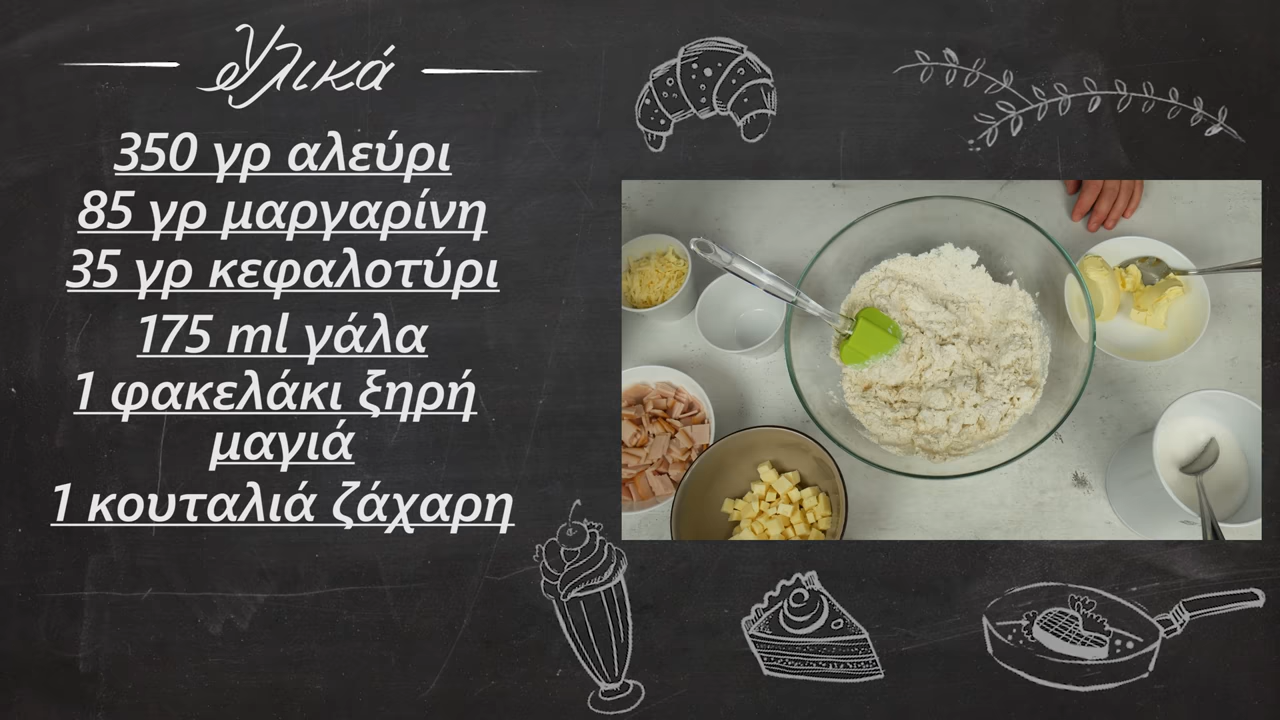 Υλικά
350 γρ αλεύρι
85 γρ μαργαρίνη
35 γρ κεφαλοτύρι
175 ml γάλα
1 φακελάκι ξηρή
μαγιά
1 κουταλιά ζάχαρη